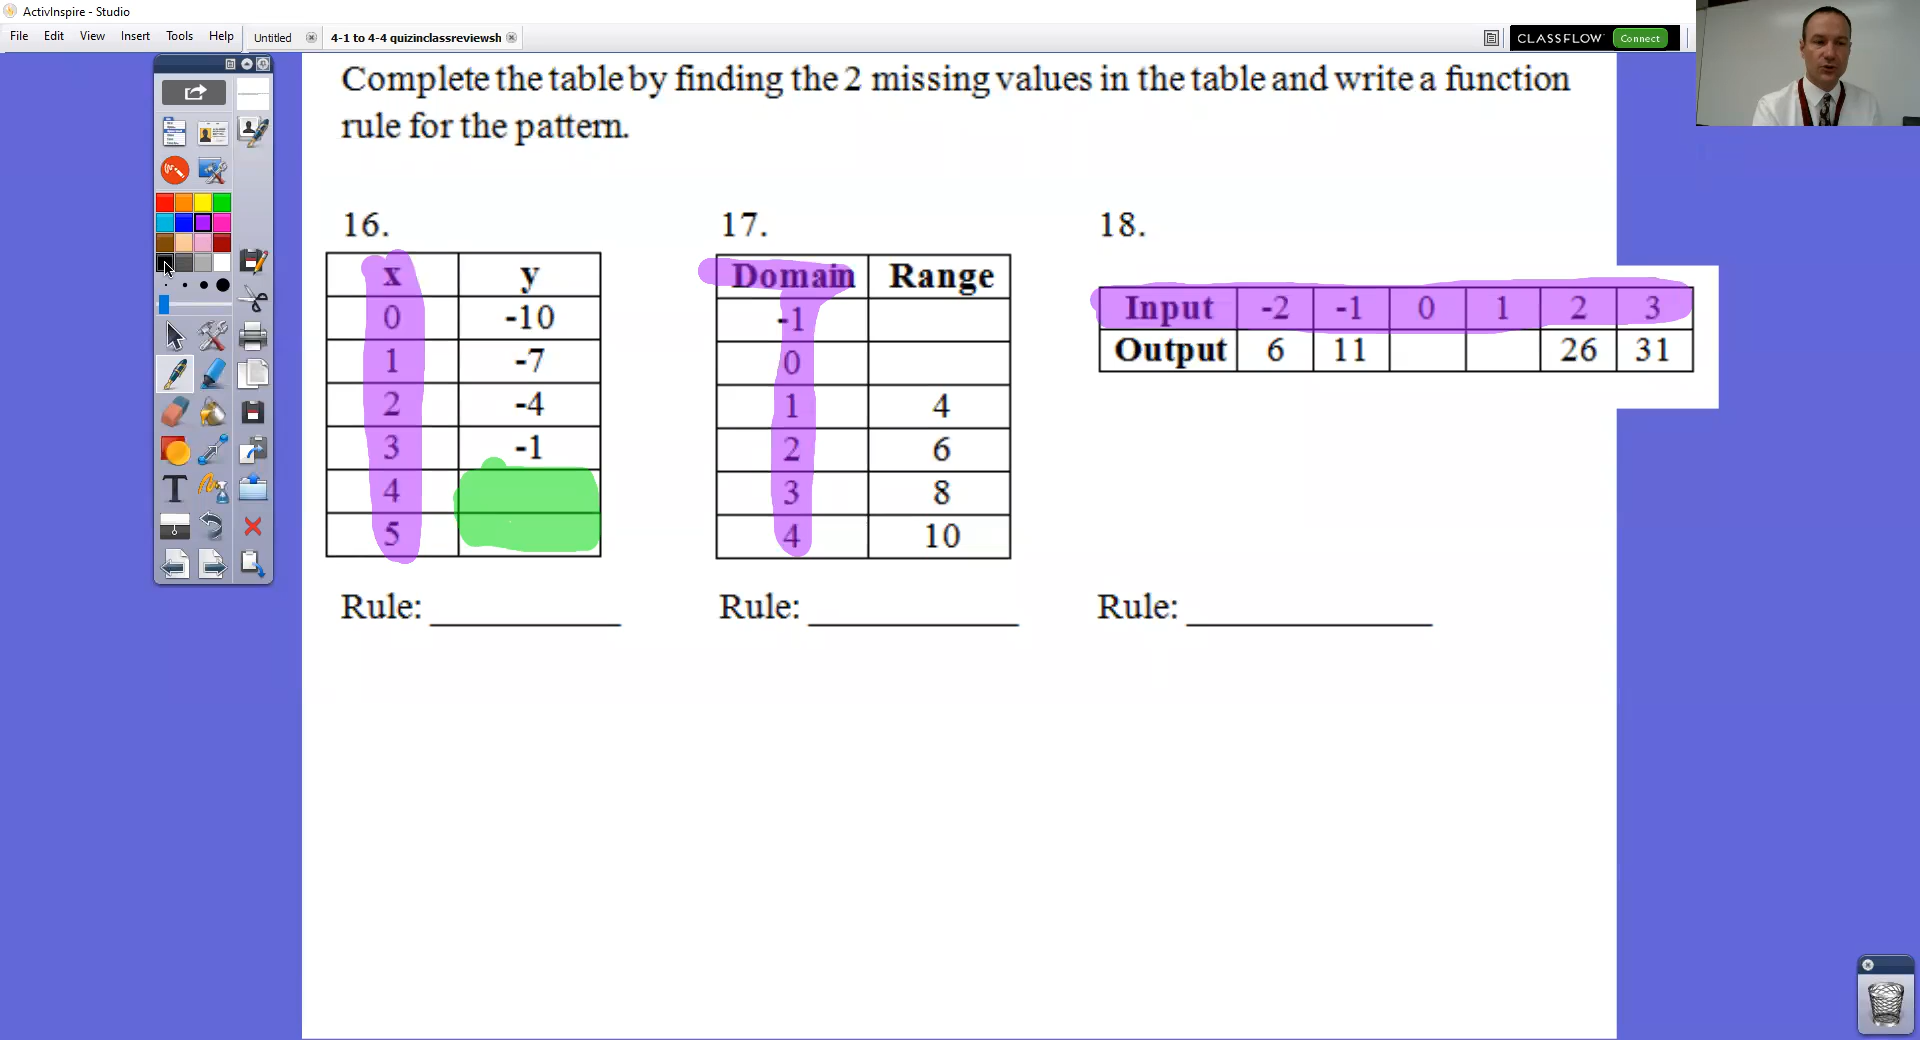 ActivInspire - Studio
File Edit View Insert Tools Help Untitled 4-1 to 4-4 quizinclassreviewsh CLASSFLOW Connect
Complete the table by finding the 2 missing values in the table and write a function
rule for the pattern.
16.
x y
0 -10
1 -7
2 -4
3 -1
4
5
Rule: ___________
17.
Domain Range
-1
0
1 4
2 6
3 8
4 10
Rule: ____________
18.
Input -2 -1 0 1 2 3
Output 6 11 26 31
Rule: ______________